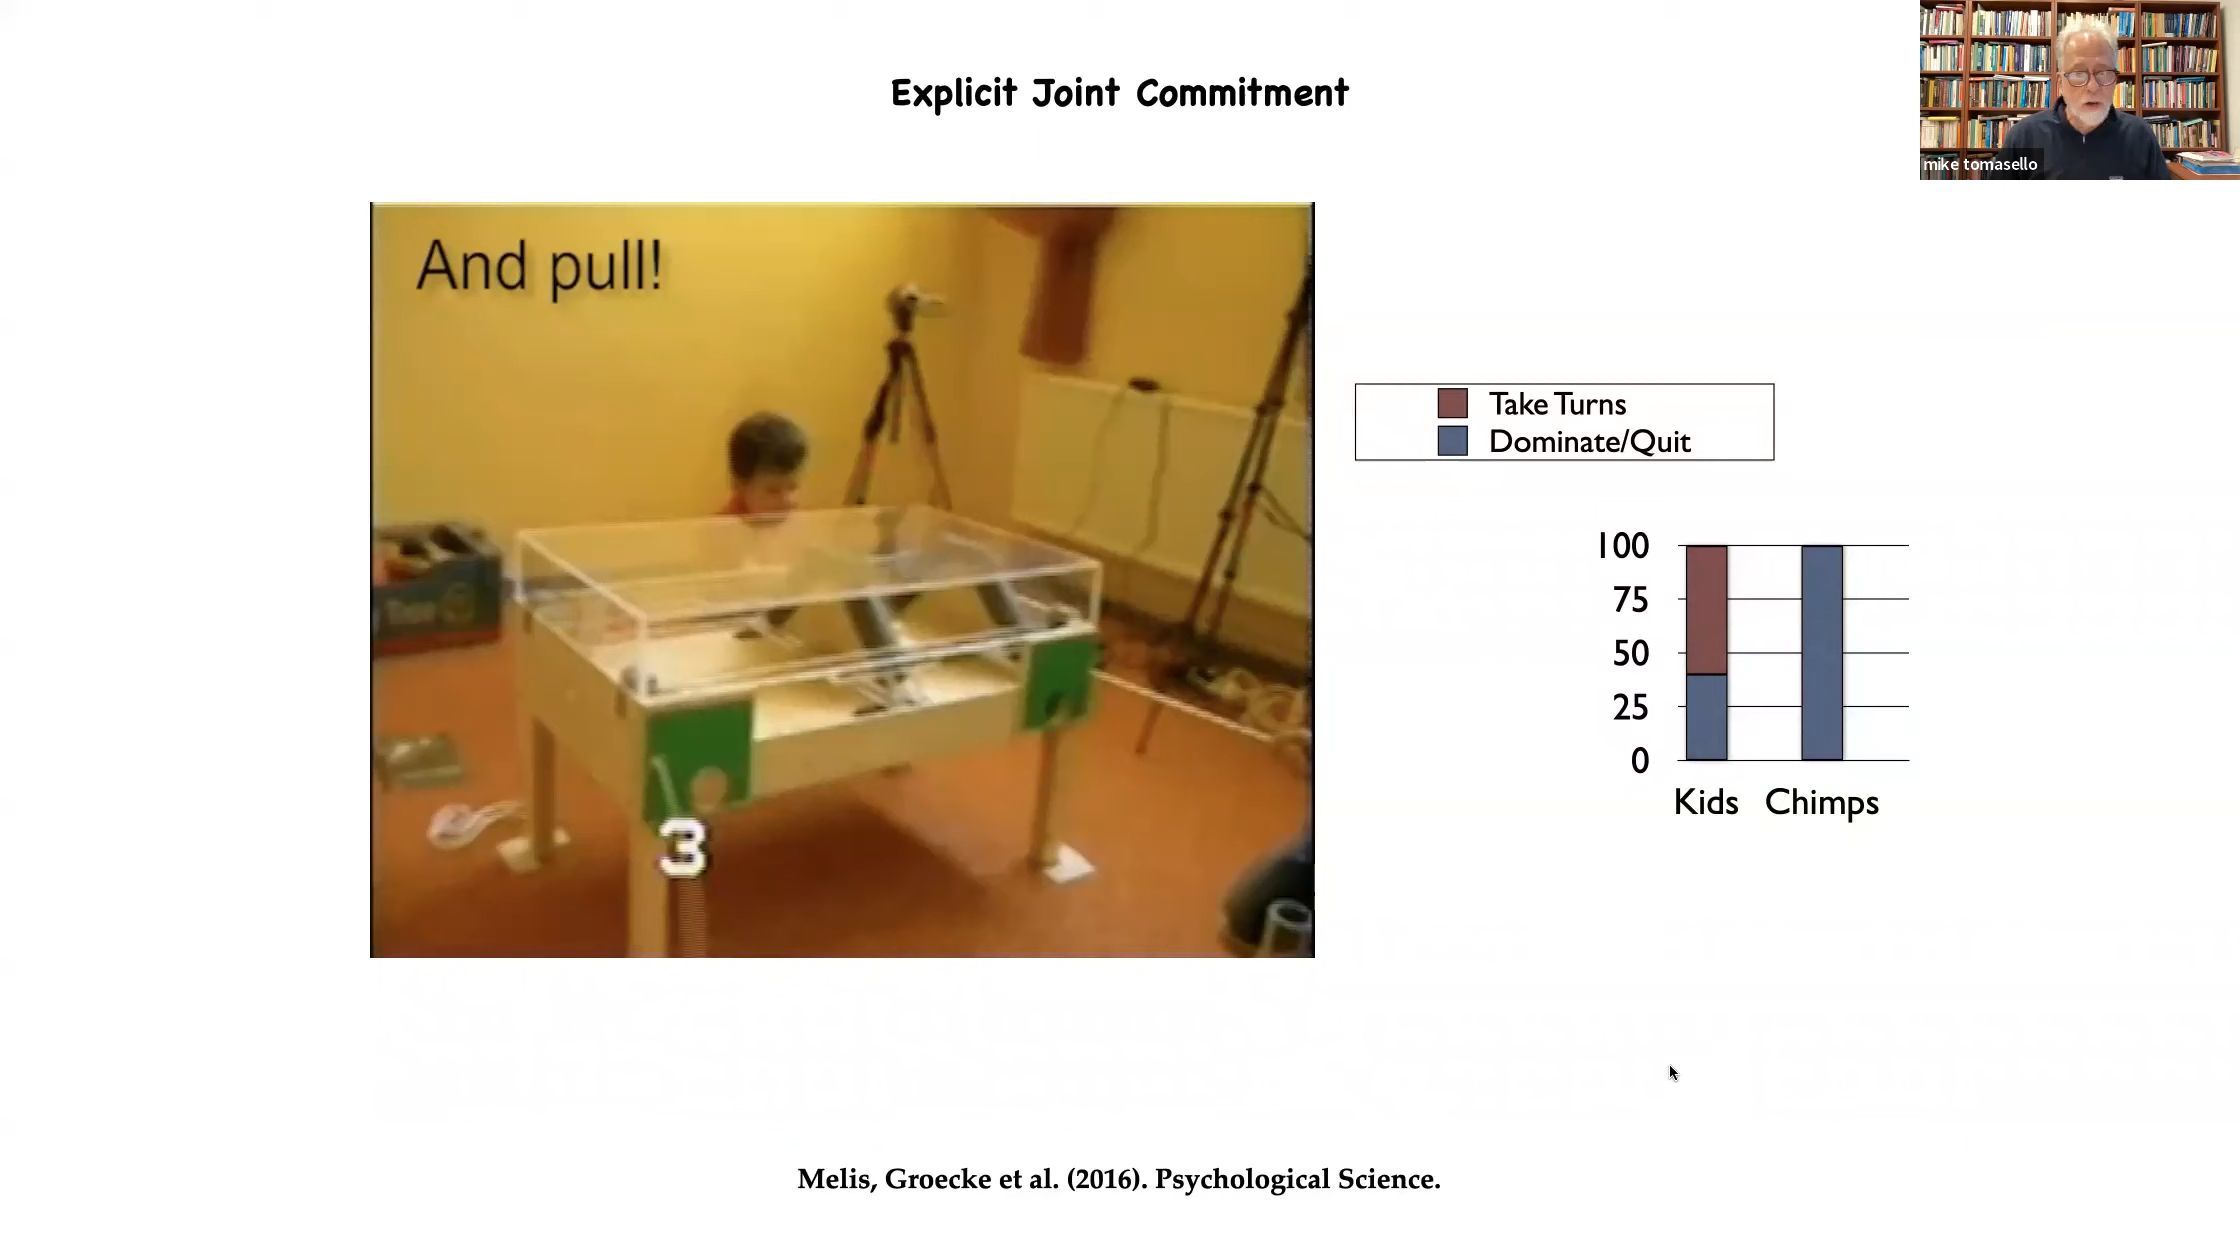 Explicit Joint Commitment
mike tomasello
And pull!
3
Take Turns
Dominate/Quit
100
75
50
25
0
Kids Chimps
Melis, Groecke et al. (2016). Psychological Science.